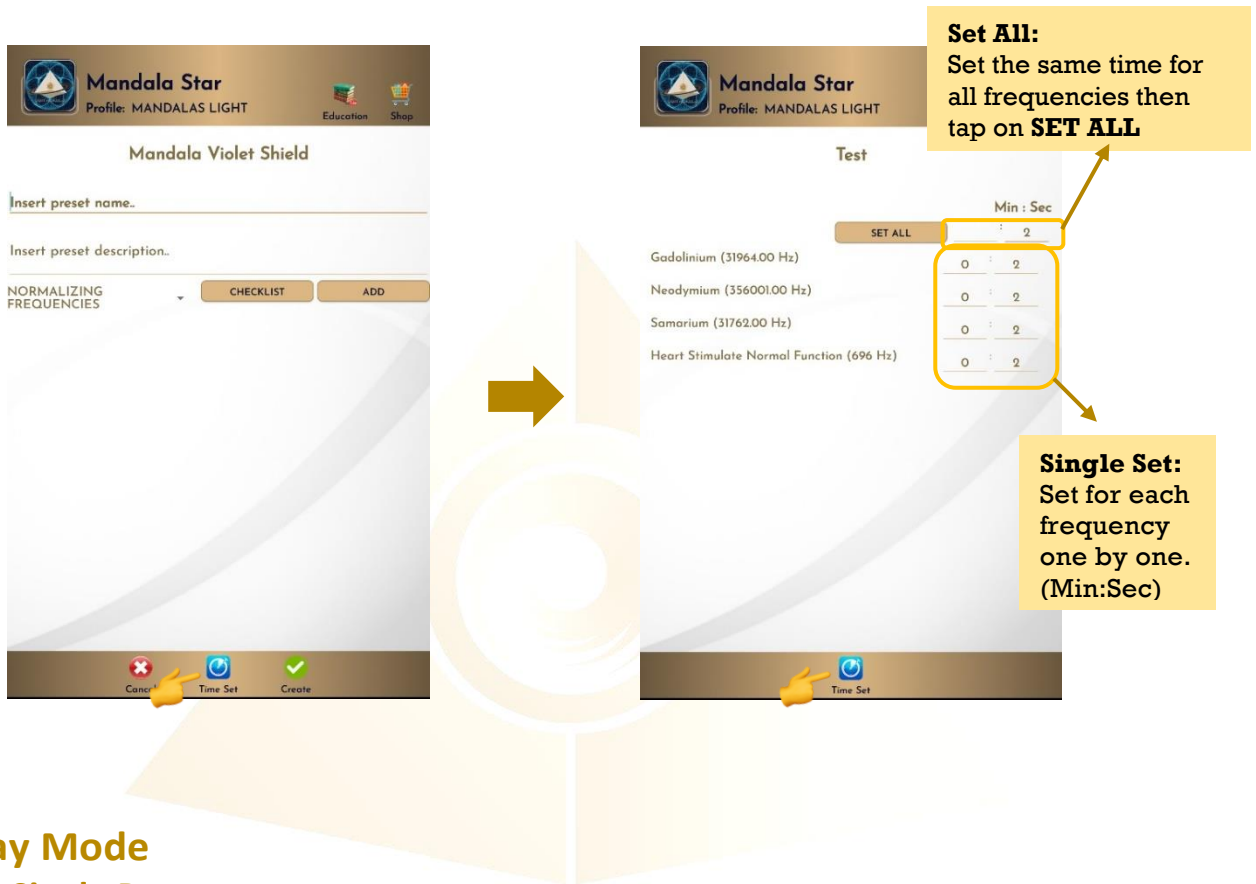 Mandala Star
Profile: MANDALAS LIGHT
Education
Shop
Mandala Violet Shield
Insert preset name..
Insert preset description..
NORMALIZING
FREQUENCIES
CHECKLIST
ADD
Time Set
Create
Mandala Star
Profile: MANDALAS LIGHT
Test
Min : Sec
SET ALL
: 2
Gadolinium (31964.00 Hz)
0 : 2
Neodymium (356001.00 Hz)
0 : 2
Samarium (31762.00 Hz)
0 : 2
Heart Stimulate Normal Function (696 Hz)
0 : 2
Time Set
Set All:
Set the same time for
all frequencies then
tap on SET ALL
Single Set:
Set for each
frequency
one by one.
(Min:Sec)
ay Mode